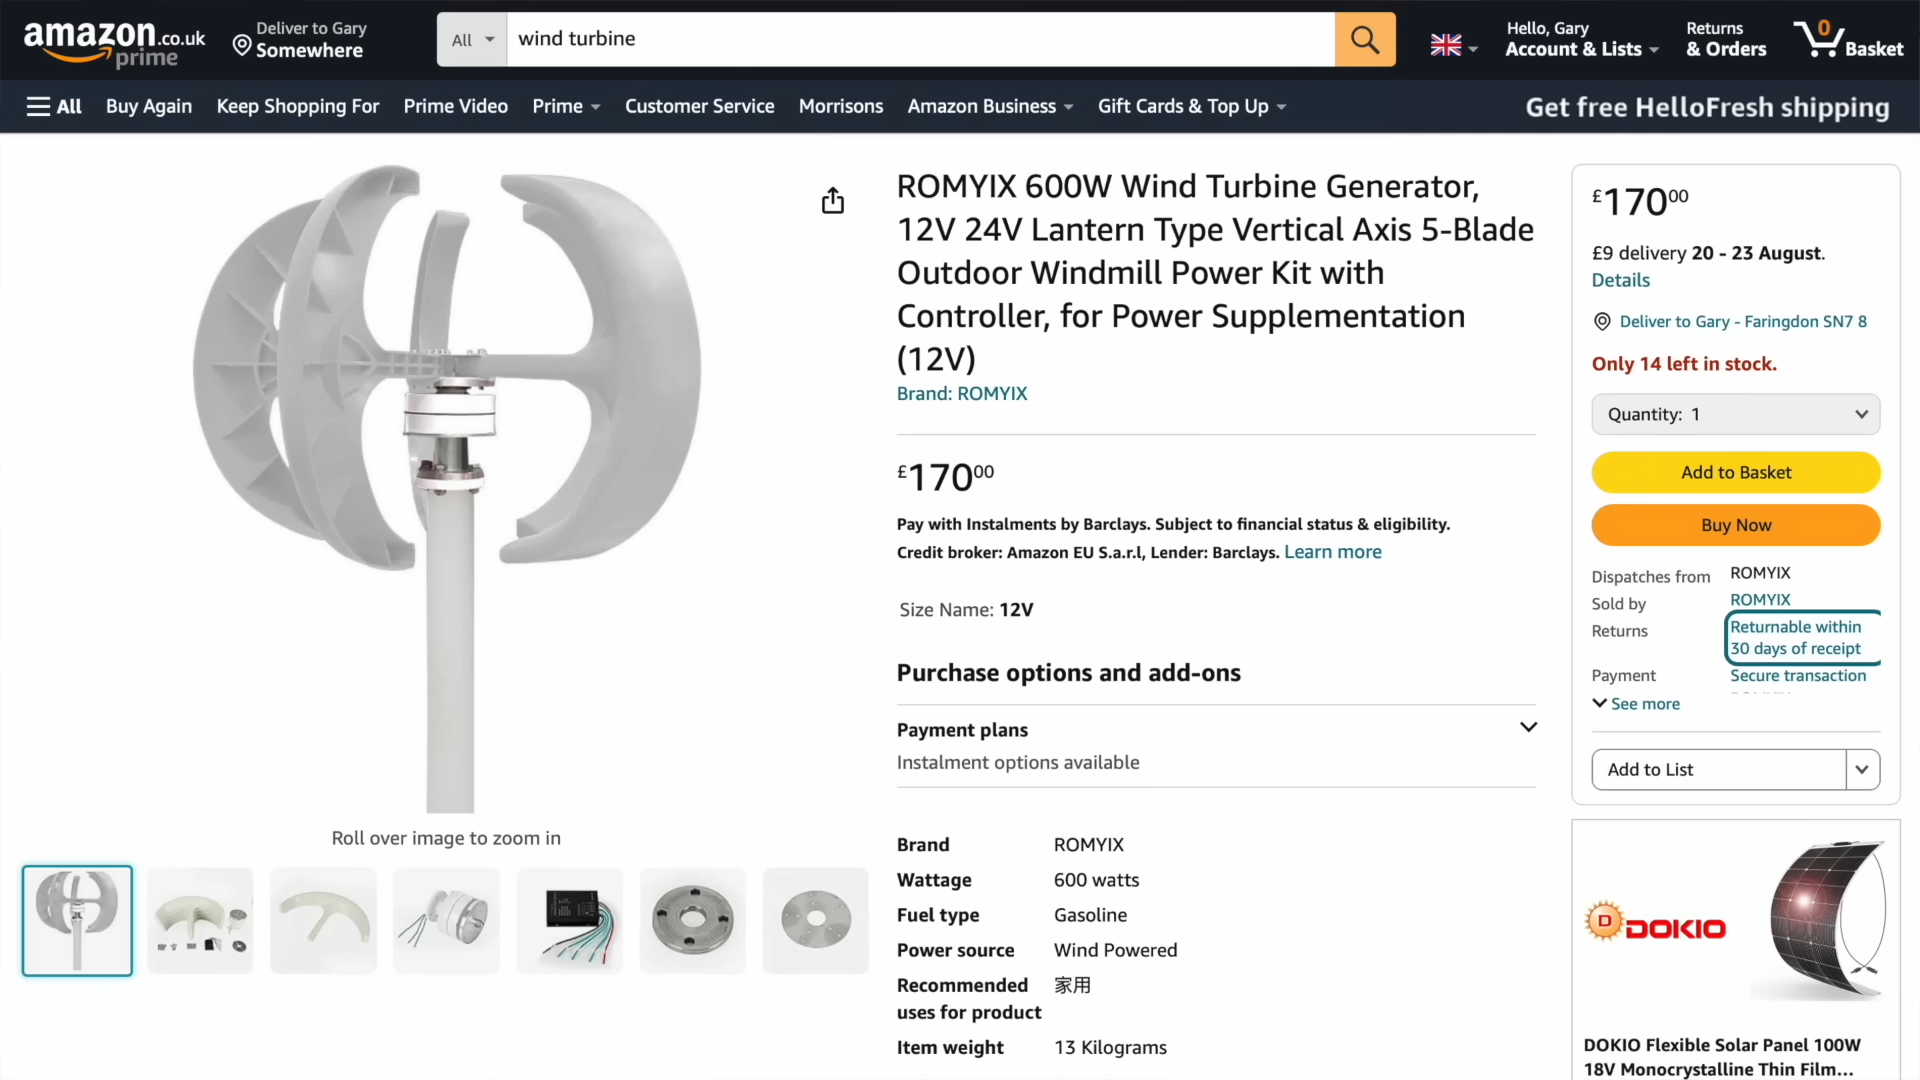 amazon.co.uk
prime
Deliver to Gary
Somewhere
All
wind turbine
Hello, Gary
Account & Lists
Returns
& Orders
0
Basket
All
Buy Again
Keep Shopping For
Prime Video
Prime
Customer Service
Morrisons
Amazon Business
Gift Cards & Top Up
Get free HelloFresh shipping
Roll over image to zoom in
ROMYIX 600W Wind Turbine Generator,
12V 24V Lantern Type Vertical Axis 5-Blade
Outdoor Windmill Power Kit with
Controller, for Power Supplementation
(12V)
Brand: ROMYIX
£17000
Pay with Instalments by Barclays. Subject to financial status & eligibility.
Credit broker: Amazon EU S.a.r.l, Lender: Barclays. Learn more
Size Name: 12V
Purchase options and add-ons
Payment plans
Instalment options available
Brand ROMYIX
Wattage 600 watts
Fuel type Gasoline
Power source Wind Powered
Recommended 家用
uses for product
Item weight 13 Kilograms
£17000
£9 delivery 20 - 23 August.
Details
Deliver to Gary - Faringdon SN7 8
Only 14 left in stock.
Quantity: 1
Add to Basket
Buy Now
Dispatches from ROMYIX
Sold by ROMYIX
Returns Returnable within
30 days of receipt
Payment Secure transaction
See more
Add to List
D DOKIO
DOKIO Flexible Solar Panel 100W
18V Monocrystalline Thin Film...